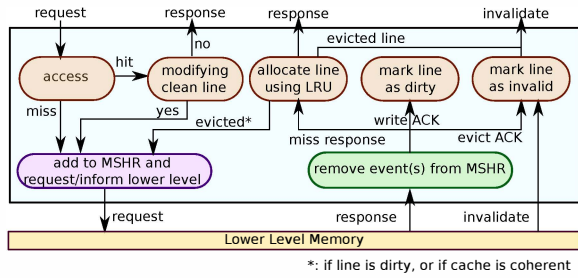 request
response
response
invalidate
evicted line
no
hit
access
modifying
clean line
allocate line
using LRU
mark line
as dirty
mark line
as invalid
miss
yes
evicted*
write ACK
miss response
evict ACK
add to MSHR and
request/inform lower level
remove event(s) from MSHR
request
response
invalidate
Lower Level Memory
*: if line is dirty, or if cache is coherent